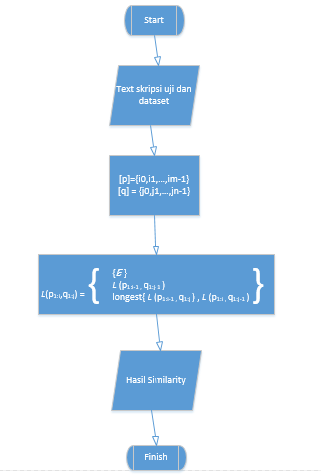 Start
Text skripsi uji dan
dataset
[p]={i0,i1,...,im-1}
[q] = {j0,j1,...,jn-1}
{Ɛ }
L (p₁:ᵢ₋₁ , q₁:ⱼ₋₁ )
L(p₁:ᵢ,q₁:ⱼ) = { longest{ L (p₁:ᵢ₋₁ , q₁:ⱼ ) , L (p₁:ᵢ , q₁:ⱼ₋₁ ) }
Hasil Similarity
Finish